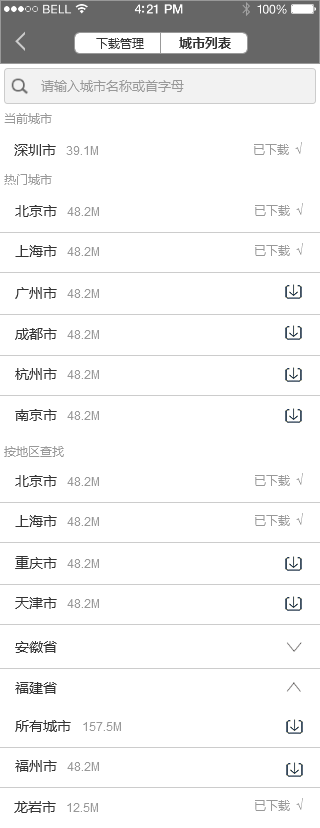 BELL 4:21 PM 100%
下载管理 城市列表
请输入城市名称或首字母
当前城市
深圳市 39.1M 已下载 √
热门城市
北京市 48.2M 已下载 √
上海市 48.2M 已下载 √
广州市 48.2M
成都市 48.2M
杭州市 48.2M
南京市 48.2M
按地区查找
北京市 48.2M 已下载 √
上海市 48.2M 已下载 √
重庆市 48.2M
天津市 48.2M
安徽省
福建省
所有城市 157.5M
福州市 48.2M
龙岩市 12.5M 已下载 √